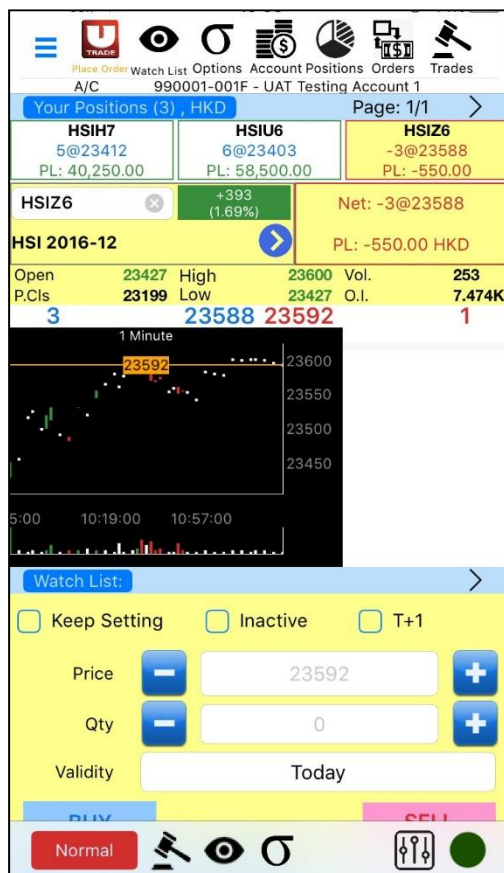 U
TRADE
Place Order Watch List Options Account Positions Orders Trades
A/C 990001-001F - UAT Testing Account 1
Your Positions (3) , HKD Page: 1/1
HSIH7 HSIU6 HSIZ6
5@23412 6@23403 -3@23588
PL: 40,250.00 PL: 58,500.00 PL: -550.00
HSIZ6 +393 Net: -3@23588
(1.69%)
HSI 2016-12 PL: -550.00 HKD
Open 23427 High 23600 Vol. 253
P.Cls 23199 Low 23427 O.I. 7.474K
3 23588 23592 1
1 Minute
23592 23600
23550
23500
23450
5:00 10:19:00 10:57:00
Watch List:
Keep Setting Inactive T+1
Price 23592
Qty 0
Validity Today
BUY SELL
Normal